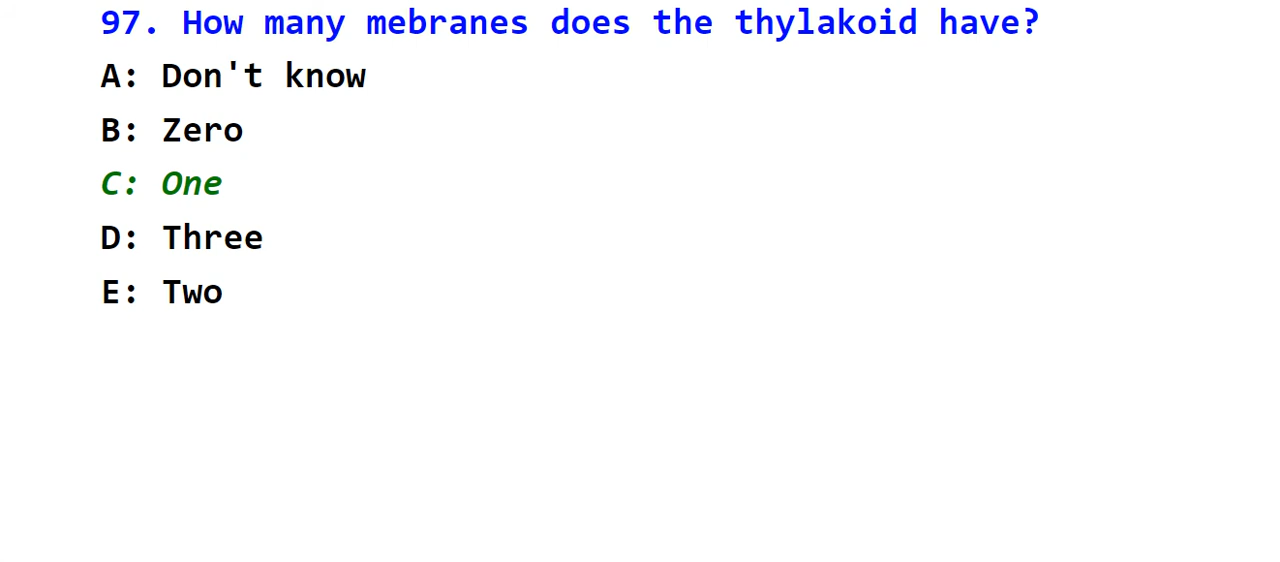 97. How many mebranes does the thylakoid have?
A: Don't know
B: Zero
C: One
D: Three
E: Two